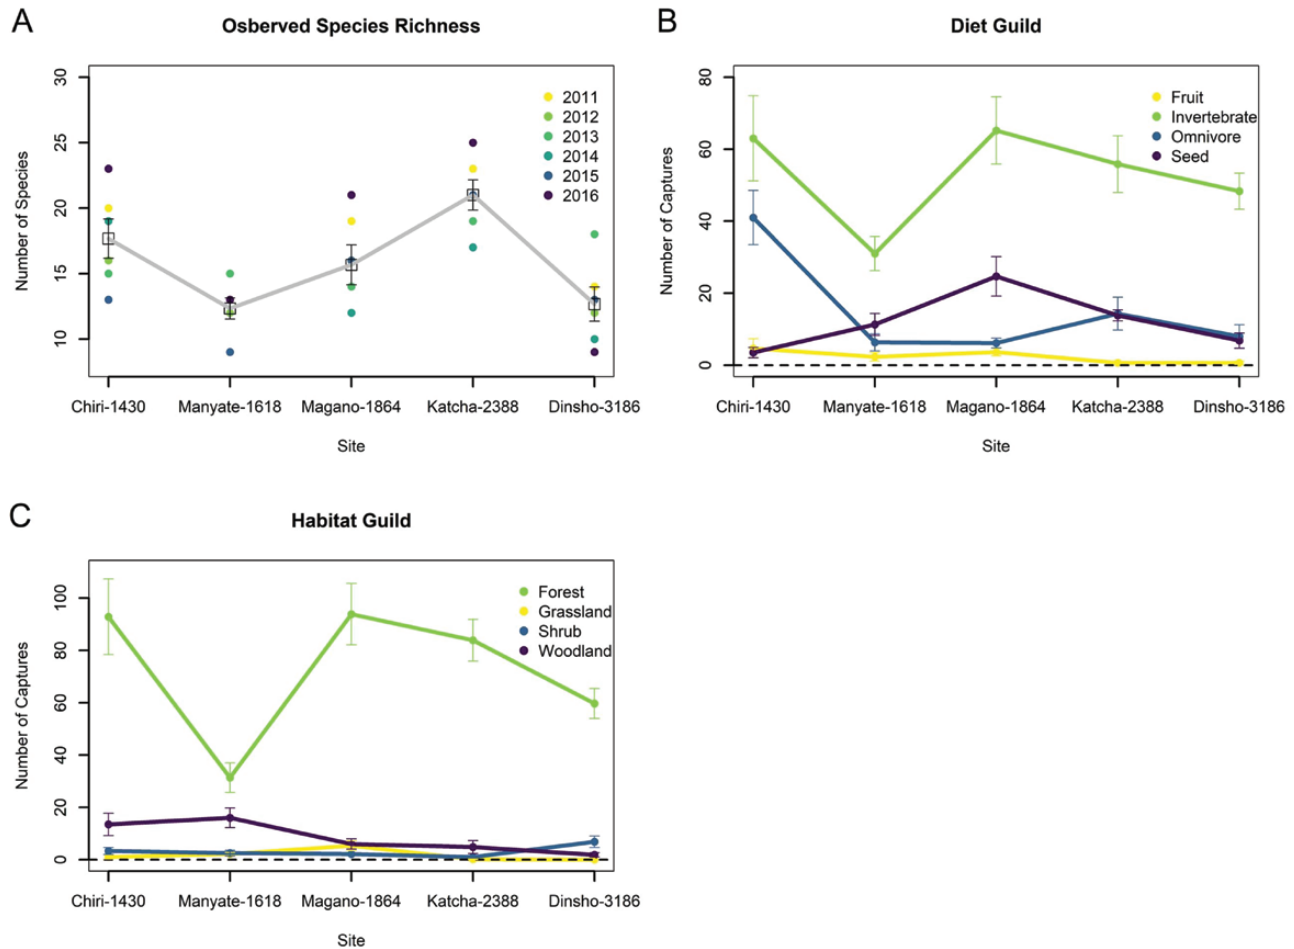 A
Osberved Species Richness
Number of Species
30
25
20
15
10
2011
2012
2013
2014
2015
2016
Chiri-1430 Manyate-1618 Magano-1864 Katcha-2388 Dinsho-3186
Site
B
Diet Guild
Number of Captures
80
60
40
20
0
Fruit
Invertebrate
Omnivore
Seed
Chiri-1430 Manyate-1618 Magano-1864 Katcha-2388 Dinsho-3186
Site
C
Habitat Guild
Number of Captures
100
80
60
40
20
0
Forest
Grassland
Shrub
Woodland
Chiri-1430 Manyate-1618 Magano-1864 Katcha-2388 Dinsho-3186
Site